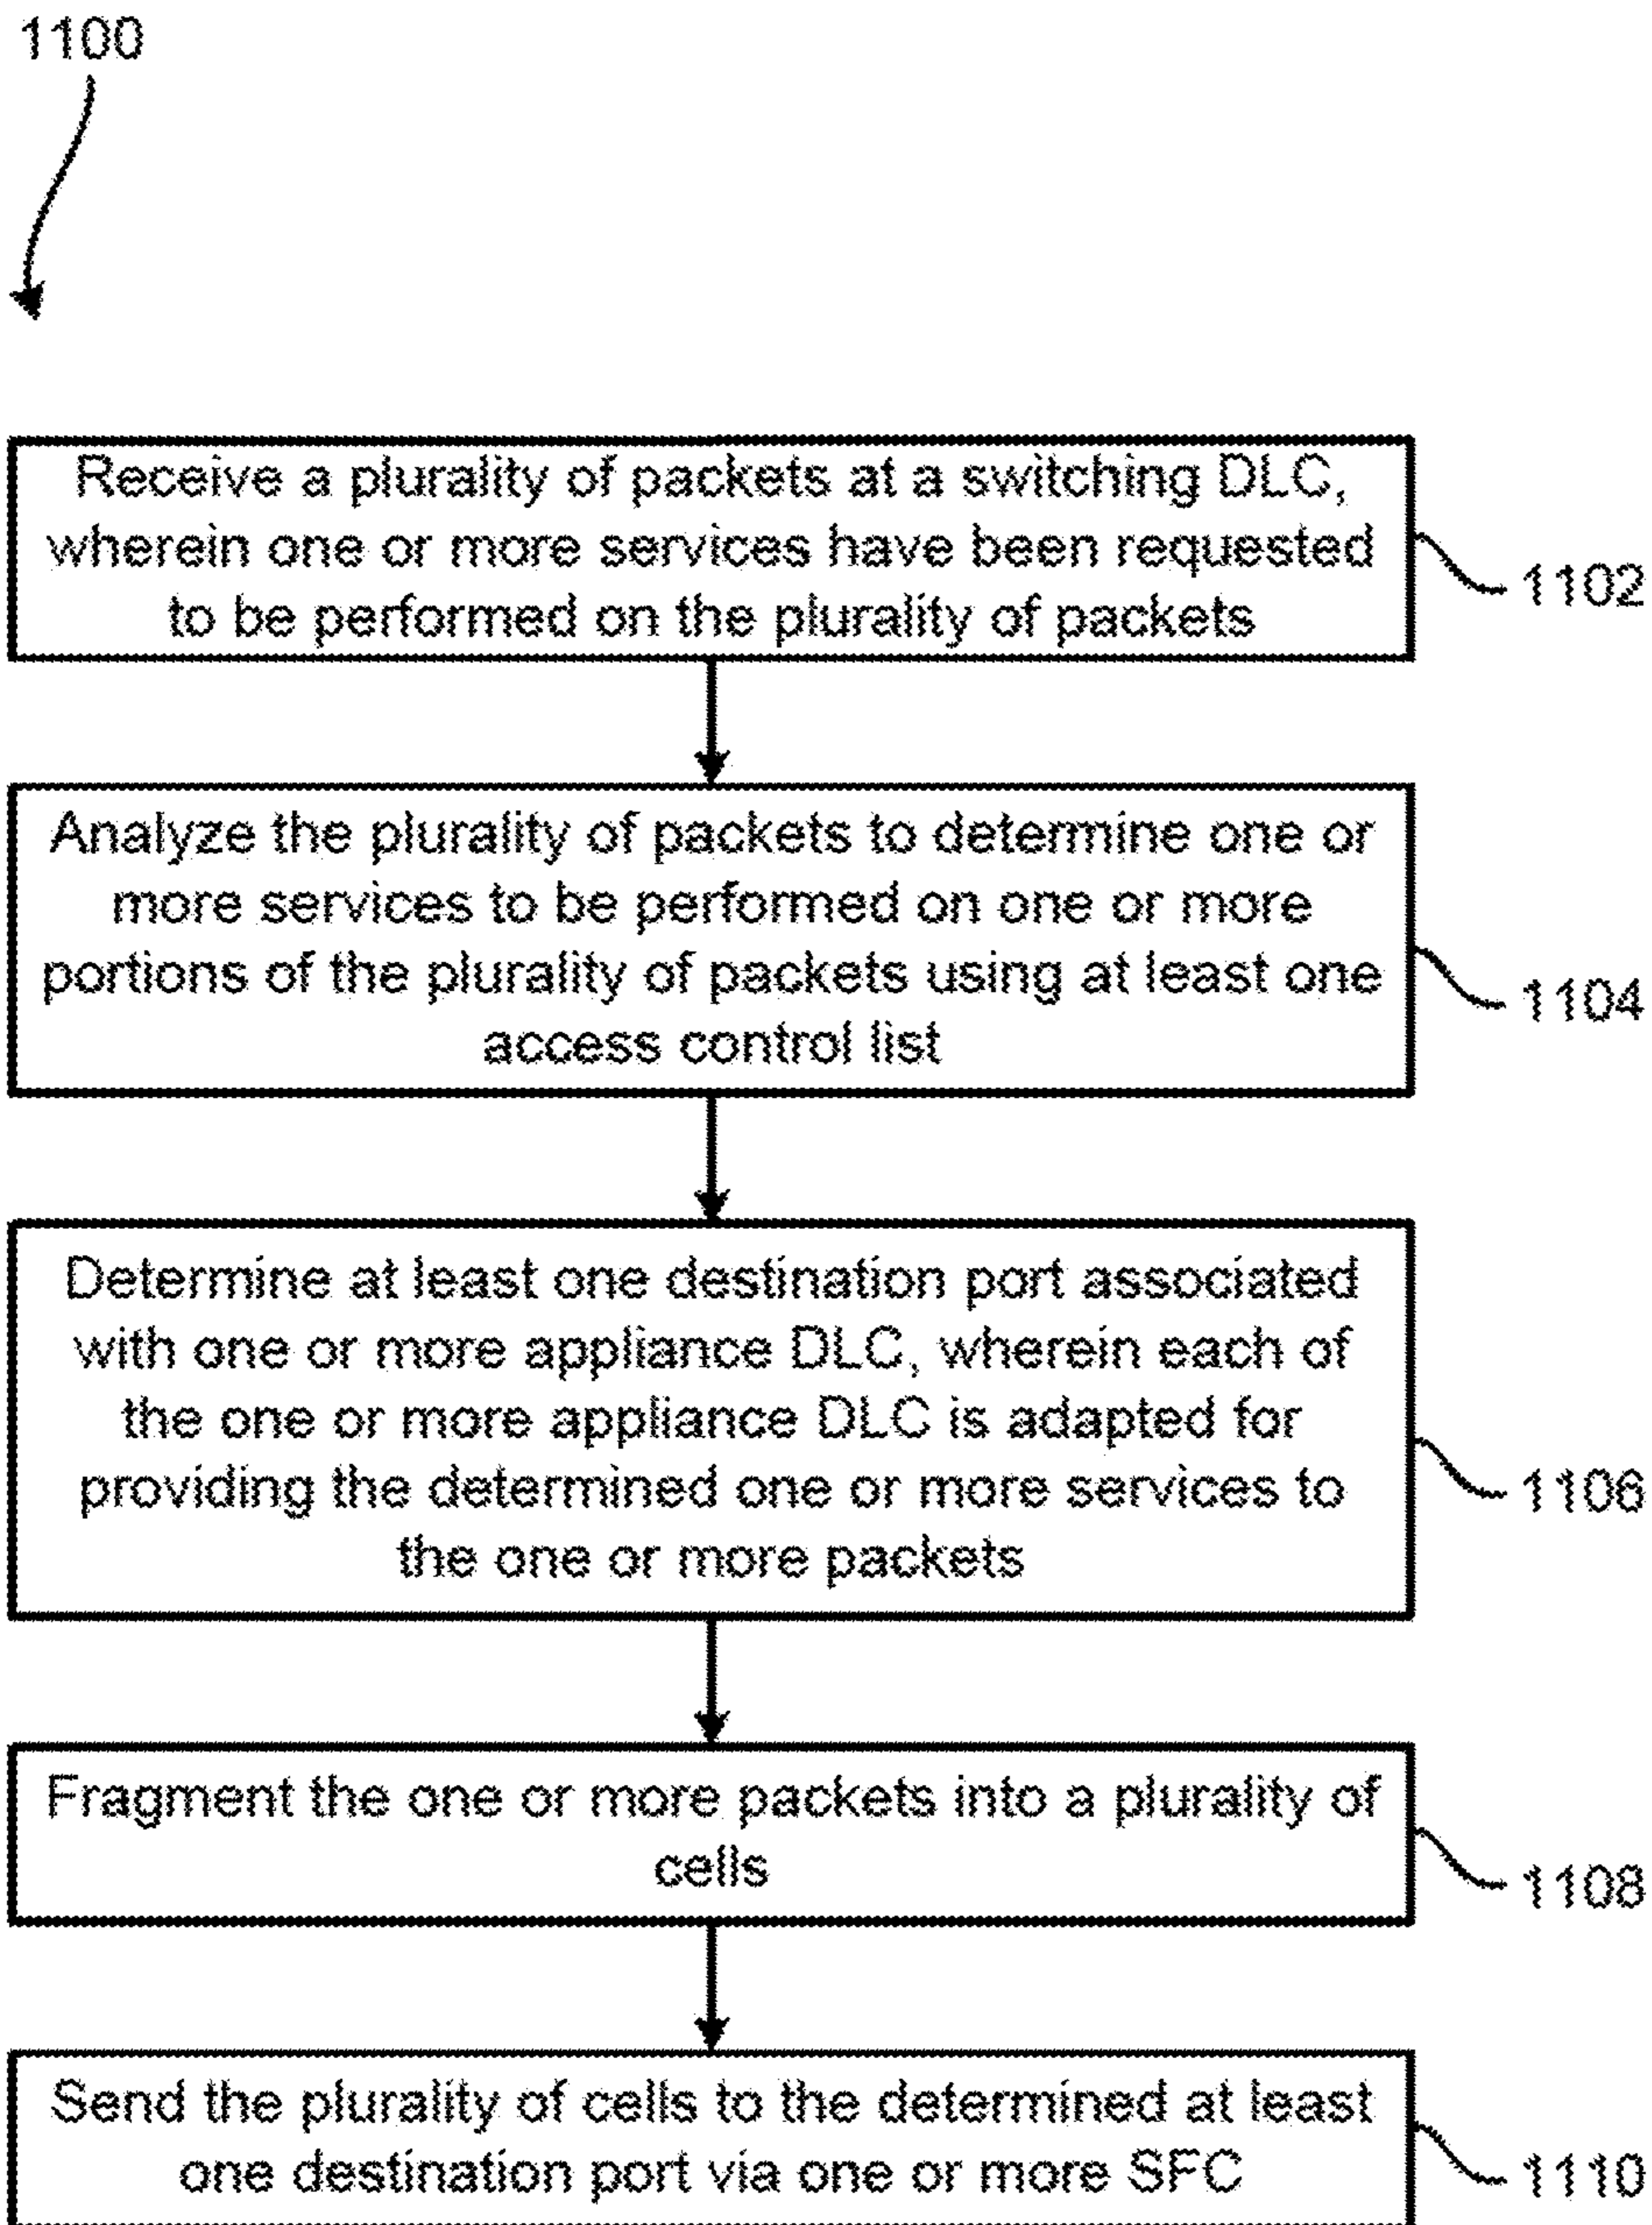 1100
Receive a plurality of packets at a switching DLC,
wherein one or more services have been requested
to be performed on the plurality of packets
1102
Analyze the plurality of packets to determine one or
more services to be performed on one or more
portions of the plurality of packets using at least one
access control list
1104
Determine at least one destination port associated
with one or more appliance DLC, wherein each of
the one or more appliance DLC is adapted for
providing the determined one or more services to
the one or more packets
1106
Fragment the one or more packets into a plurality of
cells
1108
Send the plurality of cells to the determined at least
one destination port via one or more SFC
1110